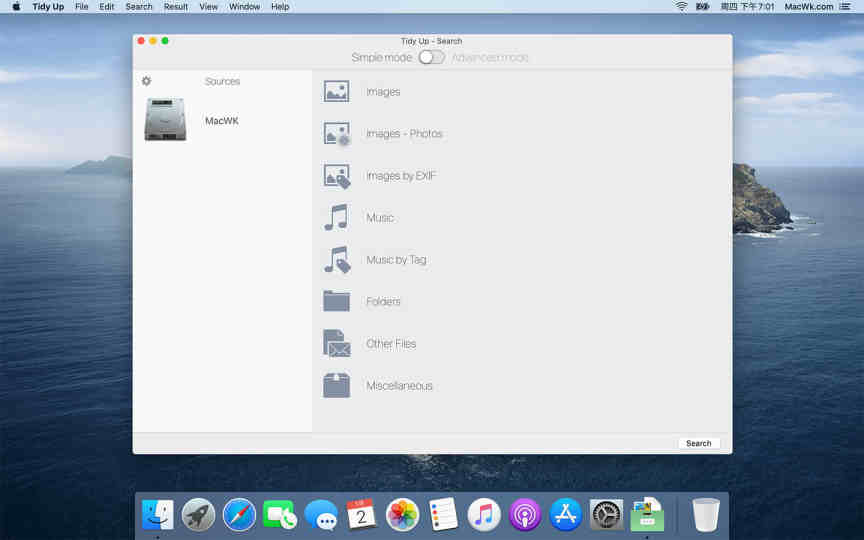 Tidy Up File Edit Search Result View Window Help 周四 下午7:01 MacWk.com
Tidy Up - Search
Simple mode Advanced mode
Sources
MacWK
Images
Images - Photos
Images by EXIF
Music
Music by Tag
Folders
Other Files
Miscellaneous
Search
2